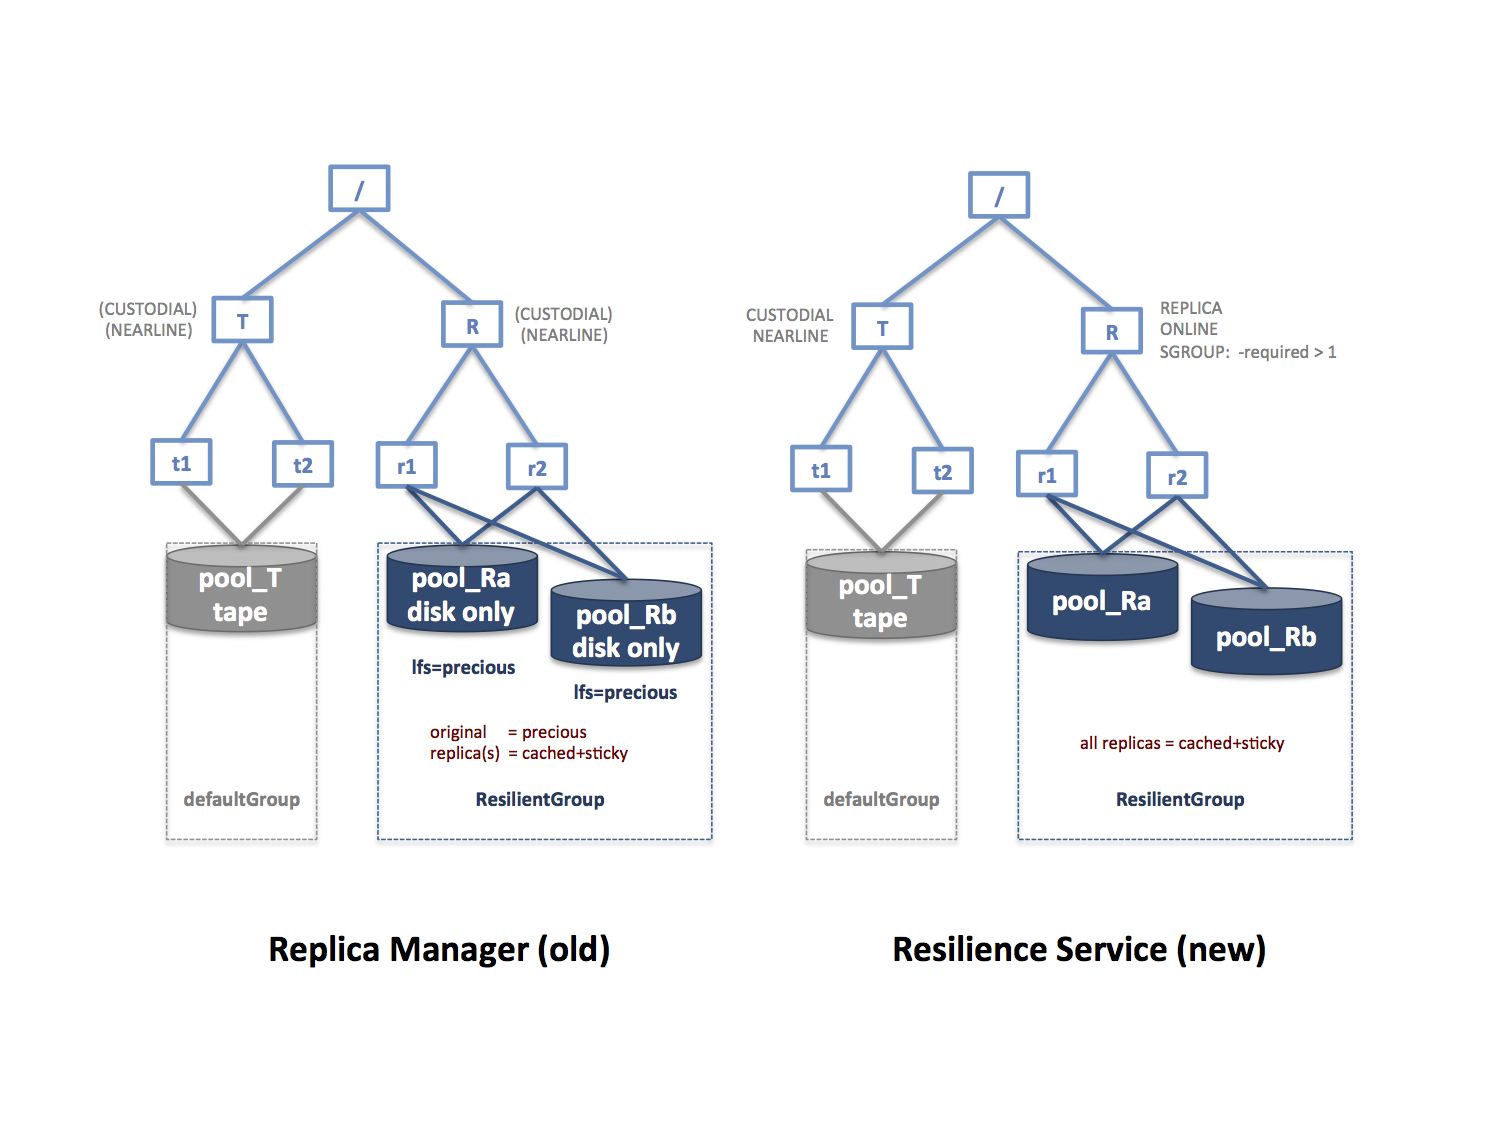 /
(CUSTODIAL)
(NEARLINE)
T
R
(CUSTODIAL)
(NEARLINE)
t1
t2
r1
r2
pool_T
tape
pool_Ra
disk only
pool_Rb
disk only
lfs=precious
lfs=precious
original = precious
replica(s) = cached+sticky
defaultGroup
ResilientGroup
Replica Manager (old)
/
CUSTODIAL
NEARLINE
T
R
REPLICA
ONLINE
SGROUP: -required > 1
t1
t2
r1
r2
pool_T
tape
pool_Ra
pool_Rb
all replicas = cached+sticky
defaultGroup
ResilientGroup
Resilience Service (new)